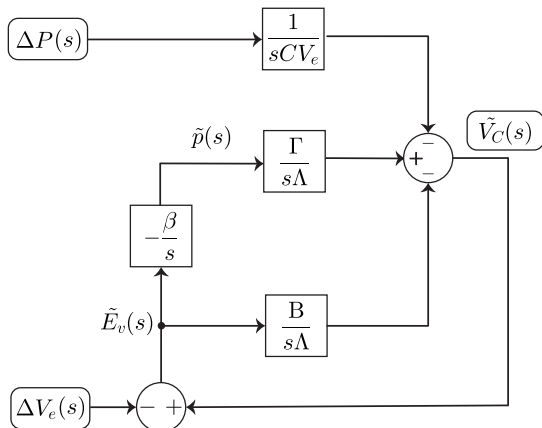 ΔP(s)
1
sCV_e
Ṽ_C(s)
p̃(s)
Γ
sΛ
+
−
−
−β
s
Ẽ_v(s)
B
sΛ
ΔV_e(s)
− +